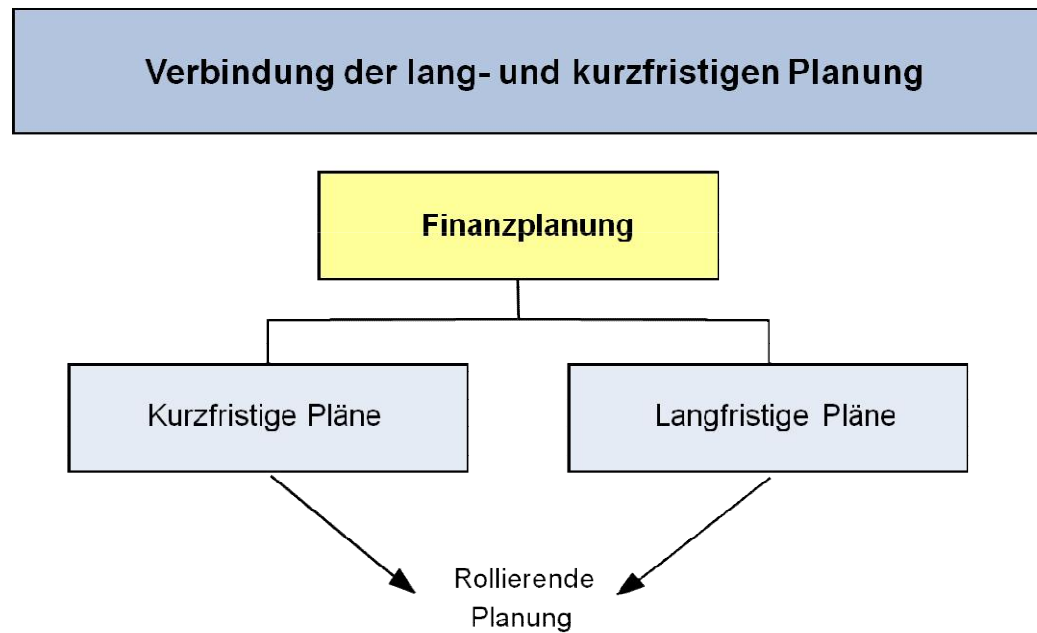 Verbindung der lang- und kurzfristigen Planung
Finanzplanung
Kurzfristige Pläne
Langfristige Pläne
Rollierende
Planung